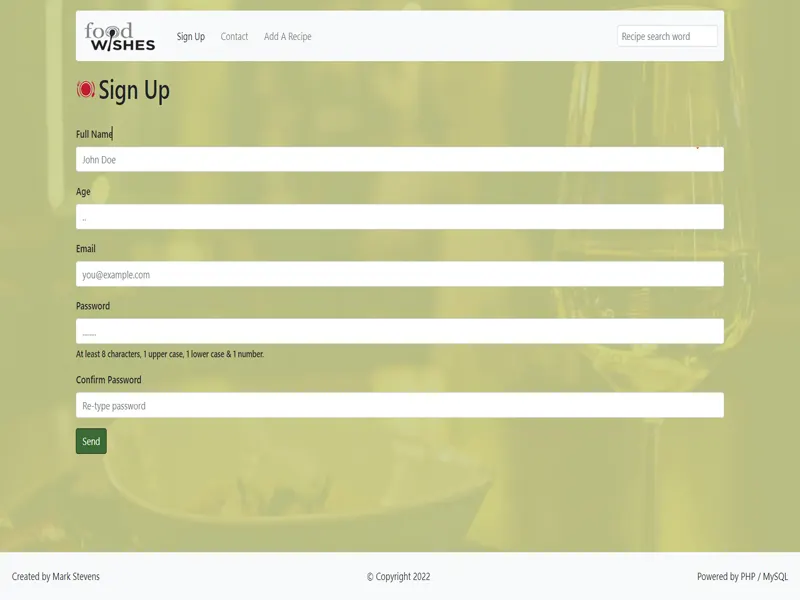 food
WISHES
Sign Up
Contact
Add A Recipe
Recipe search word
Sign Up
Full Name
John Doe
Age
..
Email
you@example.com
Password
........
At least 8 characters, 1 upper case, 1 lower case & 1 number.
Confirm Password
Re-type password
Send
Created by Mark Stevens
© Copyright 2022
Powered by PHP / MySQL